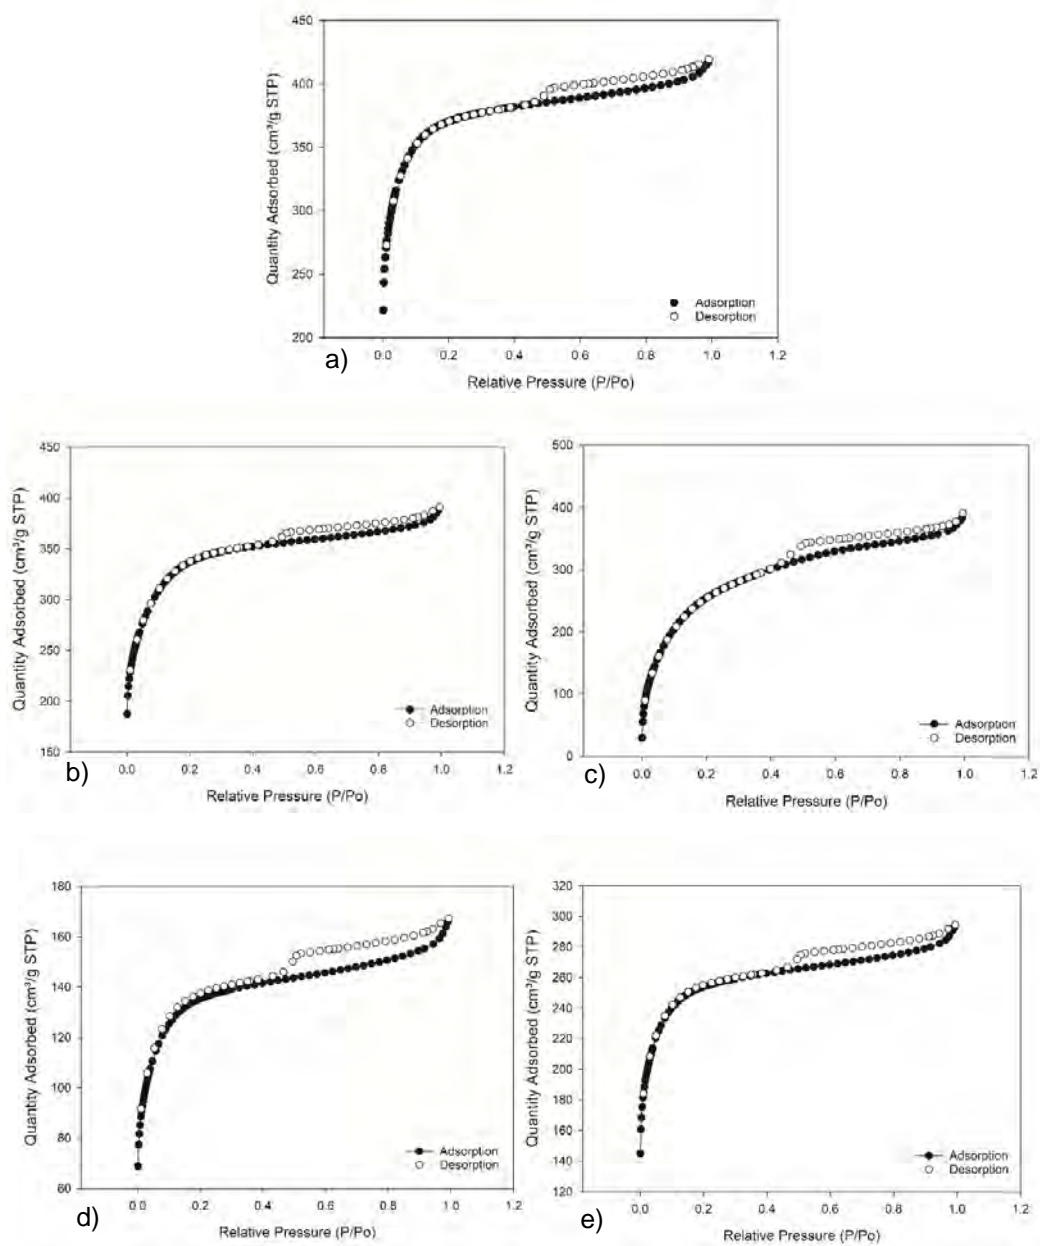 450
400
350
300
250
200
Quantity Adsorbed (cm³/g STP)
Adsorption
Desorption
0.0 0.2 0.4 0.6 0.8 1.0 1.2
a)
Relative Pressure (P/Po)
450
400
350
300
250
200
150
Quantity Adsorbed (cm³/g STP)
Adsorption
Desorption
0.0 0.2 0.4 0.6 0.8 1.0 1.2
b)
Relative Pressure (P/Po)
500
400
300
200
100
0
Quantity Adsorbed (cm³/g STP)
Adsorption
Desorption
0.0 0.2 0.4 0.6 0.8 1.0 1.2
c)
Relative Pressure (P/Po)
180
160
140
120
100
80
60
Quantity Adsorbed (cm³/g STP)
Adsorption
Desorption
0.0 0.2 0.4 0.6 0.8 1.0 1.2
d)
Relative Pressure (P/Po)
320
300
280
260
240
220
200
180
160
140
120
Quantity Adsorbed (cm³/g STP)
Adsorption
Desorption
0.0 0.2 0.4 0.6 0.8 1.0 1.2
e)
Relative Pressure (P/Po)